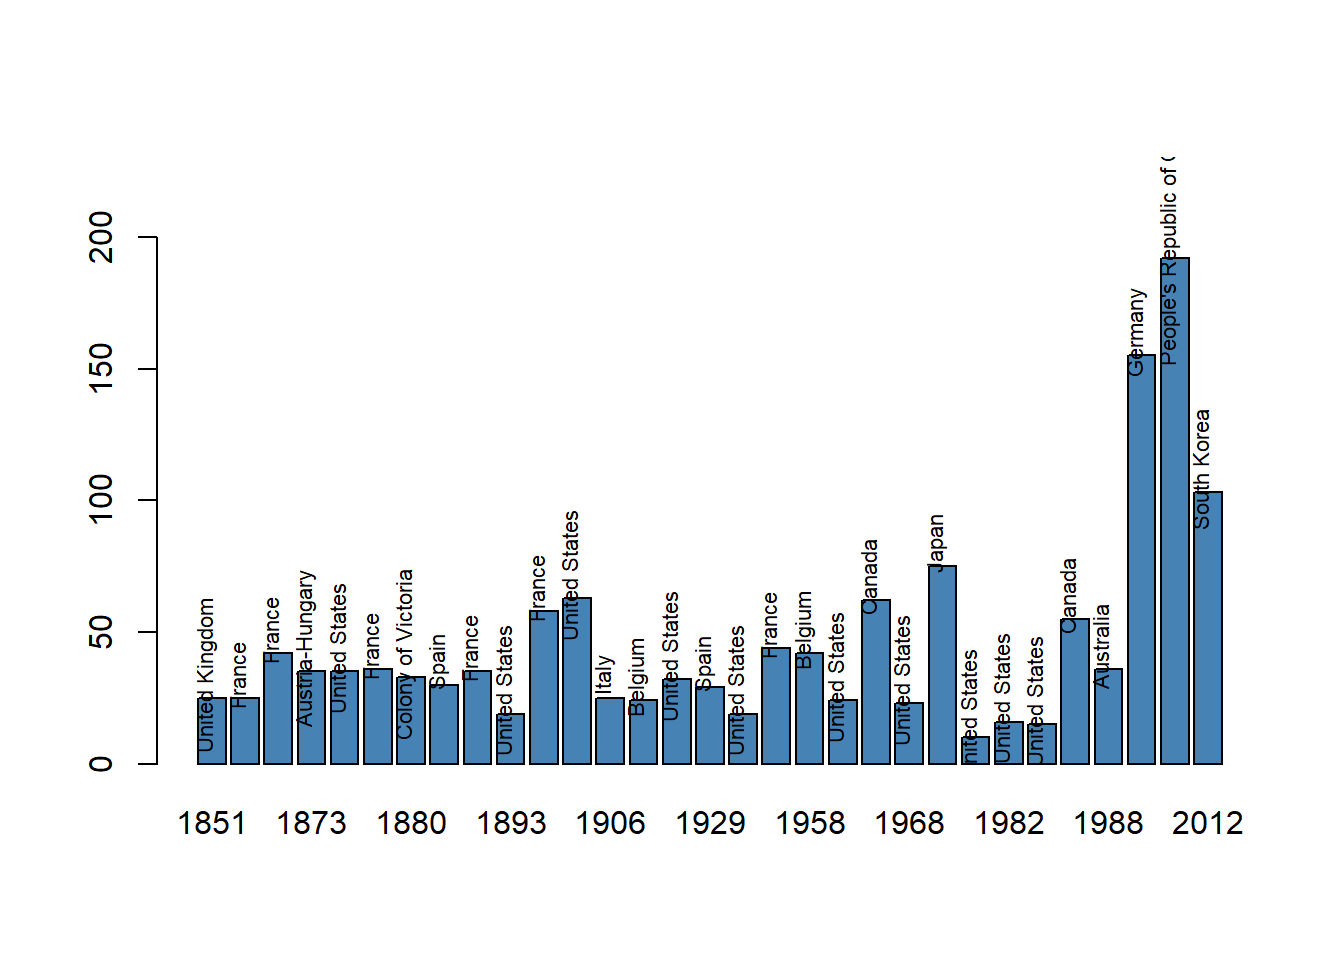 200
150
100
50
0
United Kingdom
France
France
Austria-Hungary
United States
France
Colony of Victoria
Spain
France
United States
France
United States
Italy
Belgium
United States
Spain
United States
France
Belgium
United States
Canada
United States
Japan
nited States
United States
United States
Canada
Australia
Germany
People's Republic of
South Korea
1851 1873 1880 1893 1906 1929 1958 1968 1982 1988 2012